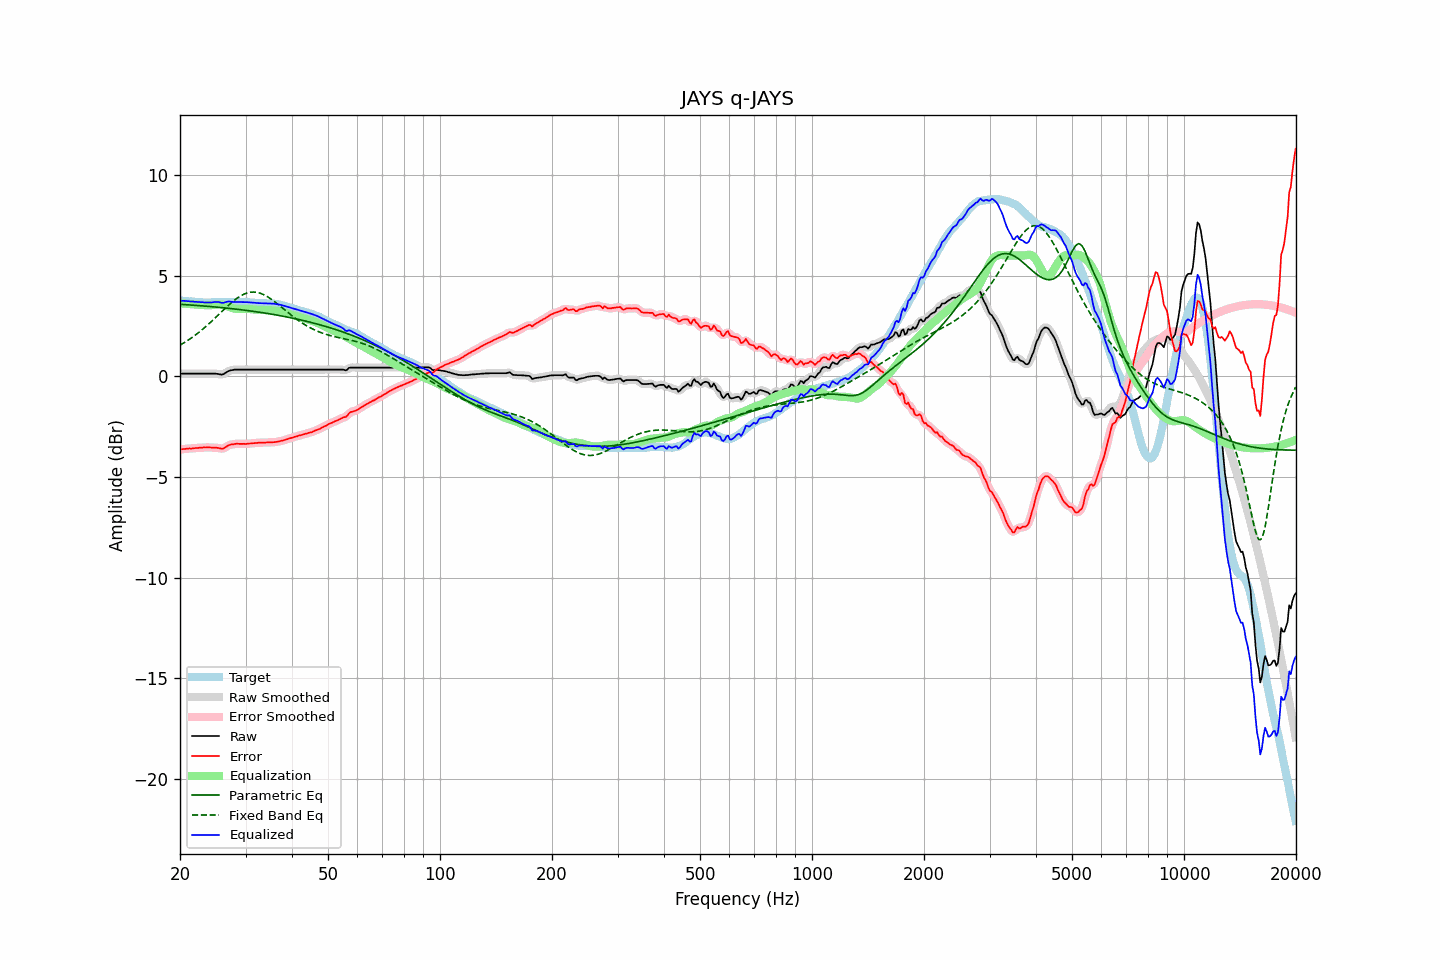 JAYS q-JAYS
Amplitude (dBr)
10
5
0
−5
−10
−15
−20
Target
Raw Smoothed
Error Smoothed
Raw
Error
Equalization
Parametric Eq
Fixed Band Eq
Equalized
20 50 100 200 500 1000 2000 5000 10000 20000
Frequency (Hz)